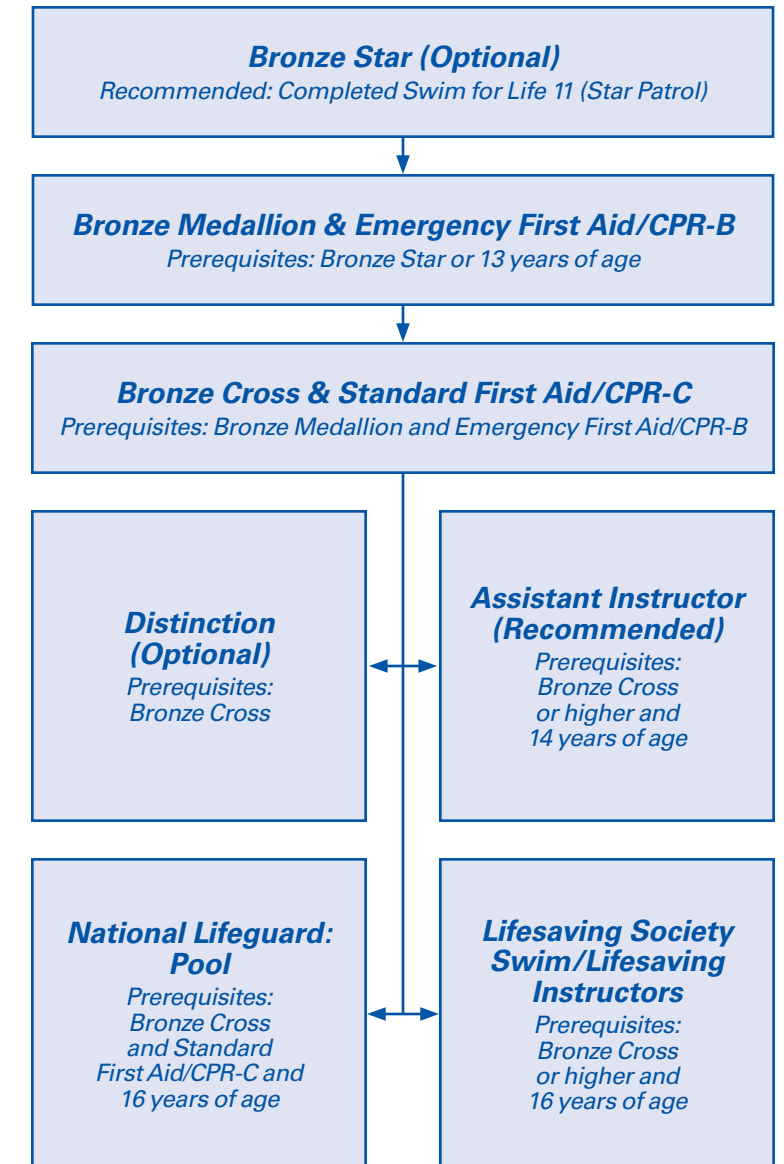 Bronze Star (Optional)
Recommended: Completed Swim for Life 11 (Star Patrol)
Bronze Medallion & Emergency First Aid/CPR-B
Prerequisites: Bronze Star or 13 years of age
Bronze Cross & Standard First Aid/CPR-C
Prerequisites: Bronze Medallion and Emergency First Aid/CPR-B
Distinction
(Optional)
Prerequisites:
Bronze Cross
Assistant Instructor
(Recommended)
Prerequisites:
Bronze Cross
or higher and
14 years of age
National Lifeguard:
Pool
Prerequisites:
Bronze Cross
and Standard
First Aid/CPR-C and
16 years of age
Lifesaving Society
Swim/Lifesaving
Instructors
Prerequisites:
Bronze Cross
or higher and
16 years of age